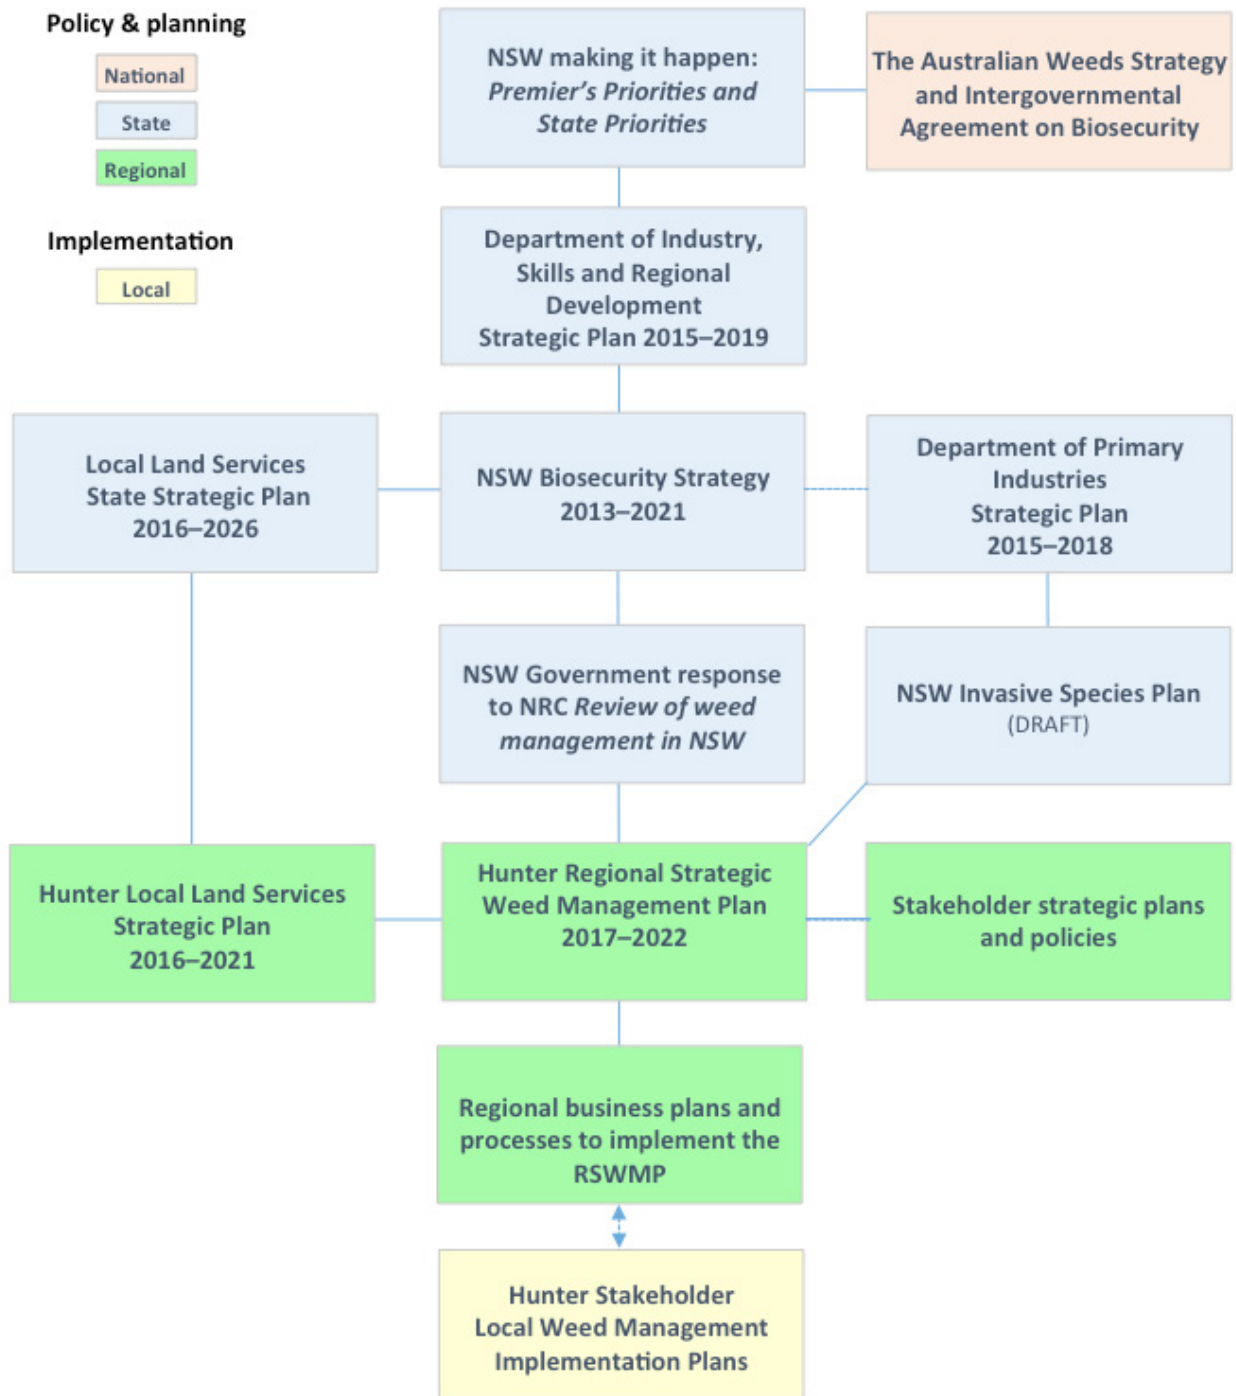 Policy & planning
National
State
Regional
Implementation
Local
NSW making it happen:
Premier's Priorities and
State Priorities
The Australian Weeds Strategy
and Intergovernmental
Agreement on Biosecurity
Department of Industry,
Skills and Regional
Development
Strategic Plan 2015–2019
Local Land Services
State Strategic Plan
2016–2026
NSW Biosecurity Strategy
2013–2021
Department of Primary
Industries
Strategic Plan
2015–2018
NSW Government response
to NRC Review of weed
management in NSW
NSW Invasive Species Plan
(DRAFT)
Hunter Local Land Services
Strategic Plan
2016–2021
Hunter Regional Strategic
Weed Management Plan
2017–2022
Stakeholder strategic plans
and policies
Regional business plans and
processes to implement the
RSWMP
Hunter Stakeholder
Local Weed Management
Implementation Plans